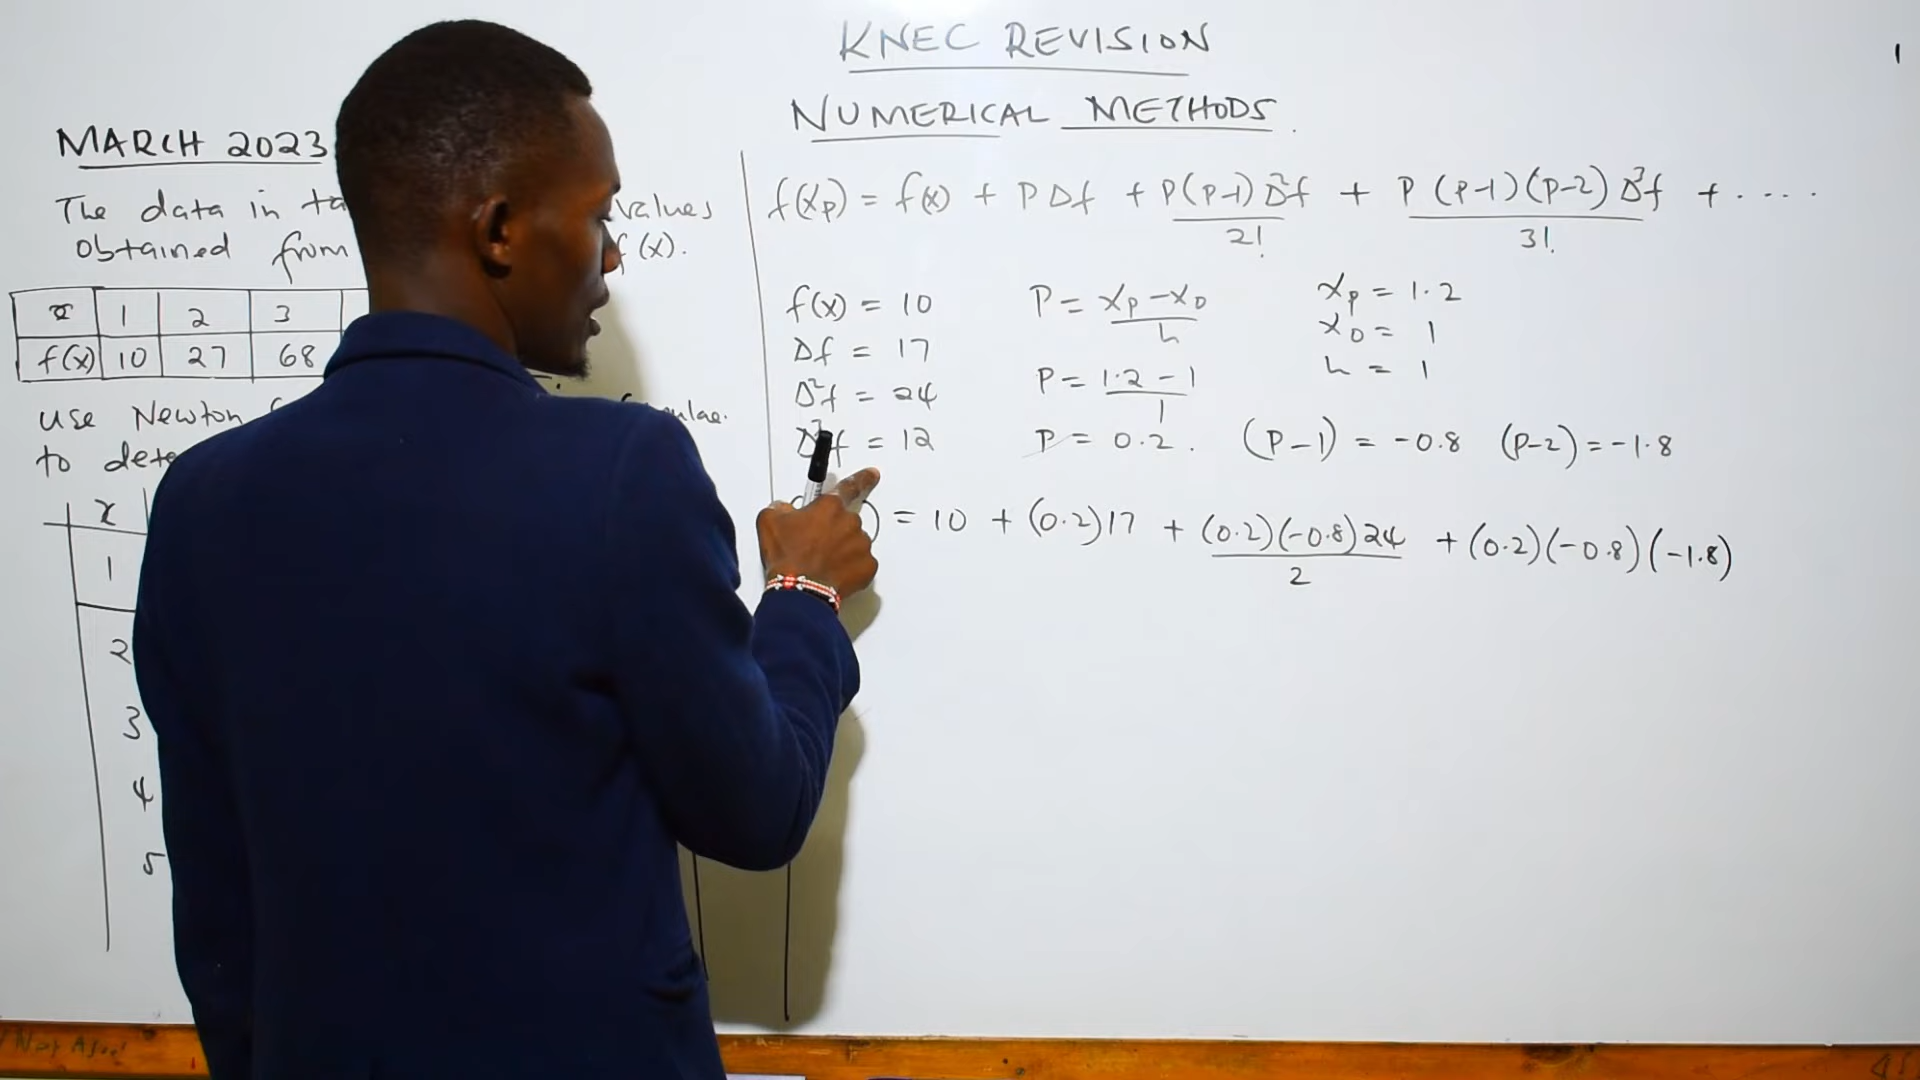 KNEC REVISION
NUMERICAL METHODS.
MARCH 2023
The data in values
obtained from f(x).
x 1 2 3
f(x) 10 27 68
Use Newton
to
x
1
2
3
4
5
f(xₚ) = f(x) + PΔf + P(P-1)Δ²f/2! + P(P-1)(P-2)Δ³f/3! + ....
f(x) = 10
Δf = 17
Δ²f = 24
Δ³f = 12
P = xₚ - x₀/h
P = 1.2 - 1/1
P = 0.2. (P-1) = -0.8 (P-2) = -1.8
xₚ = 1.2
x₀ = 1
h = 1
) = 10 + (0.2)17 + (0.2)(-0.8)24/2 + (0.2)(-0.8)(-1.8)